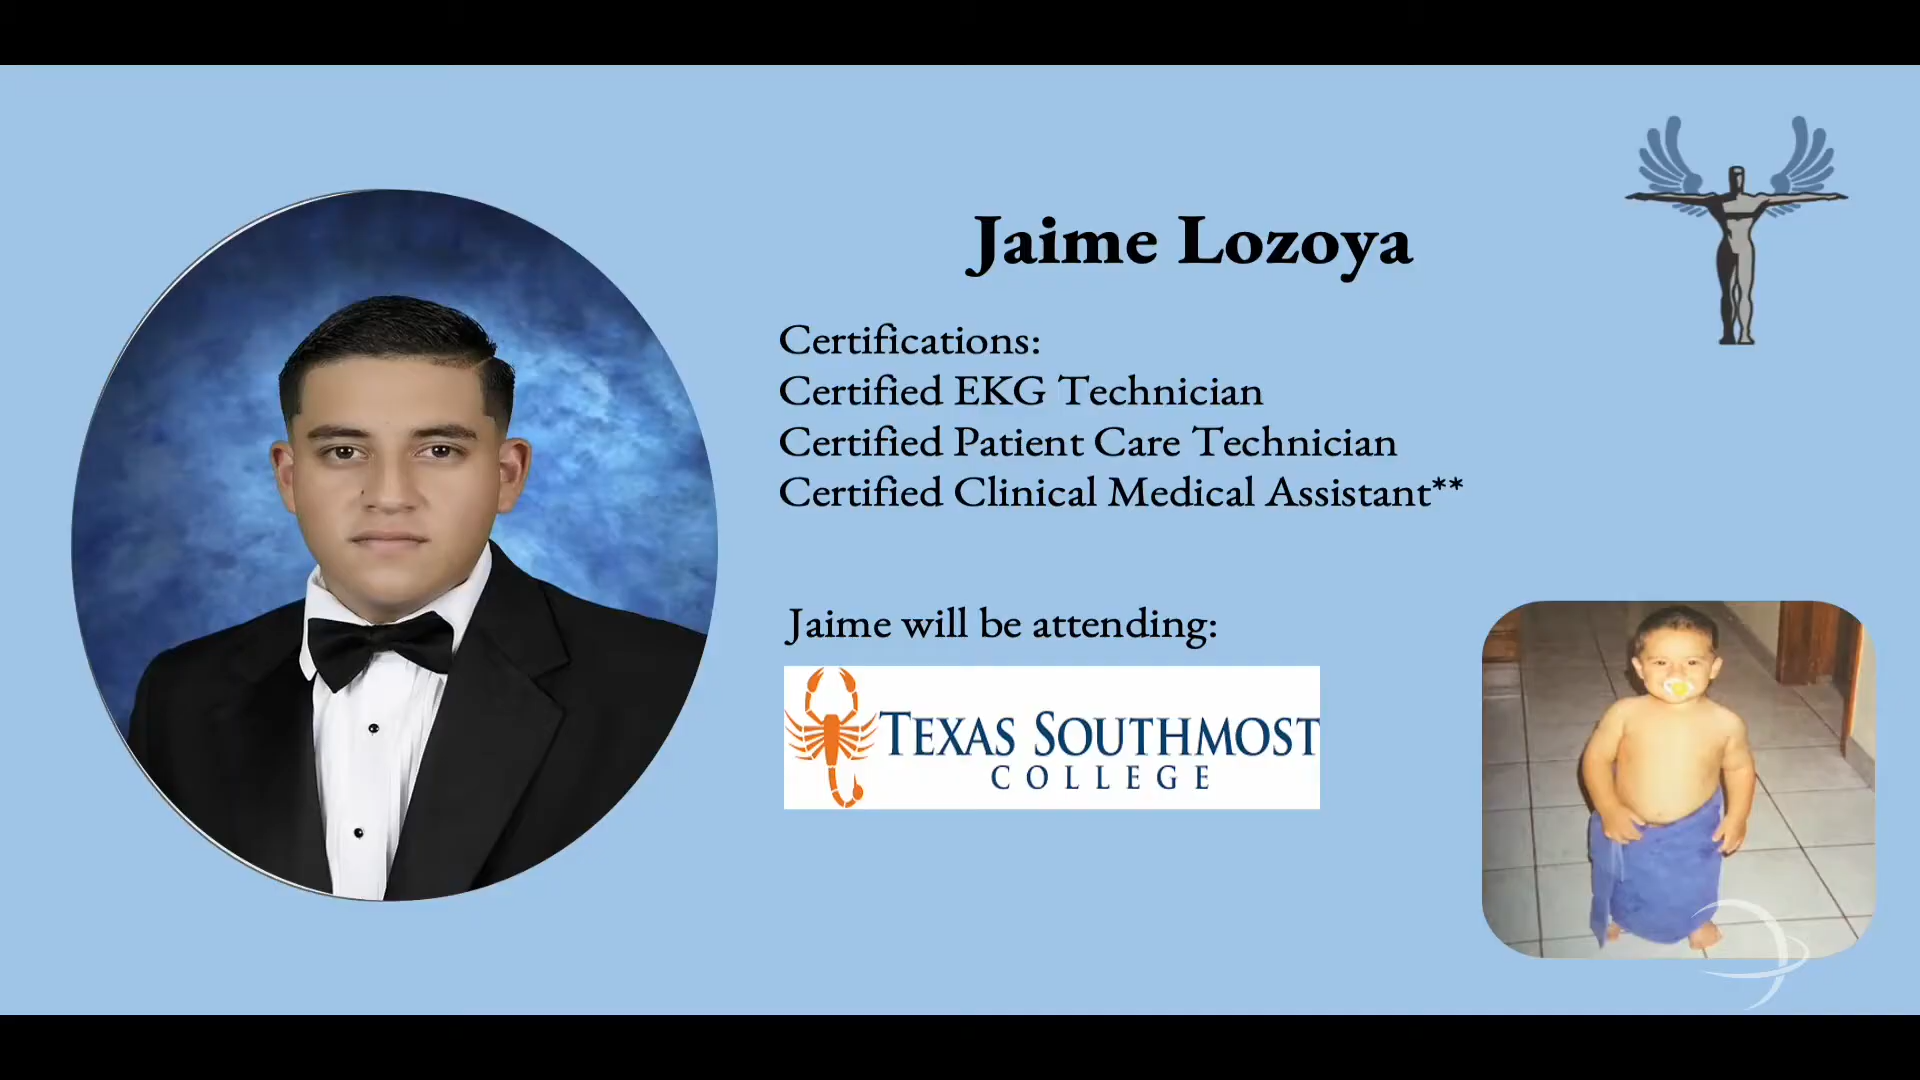 Jaime Lozoya
Certifications:
Certified EKG Technician
Certified Patient Care Technician
Certified Clinical Medical Assistant**
Jaime will be attending:
TEXAS SOUTHMOST
COLLEGE